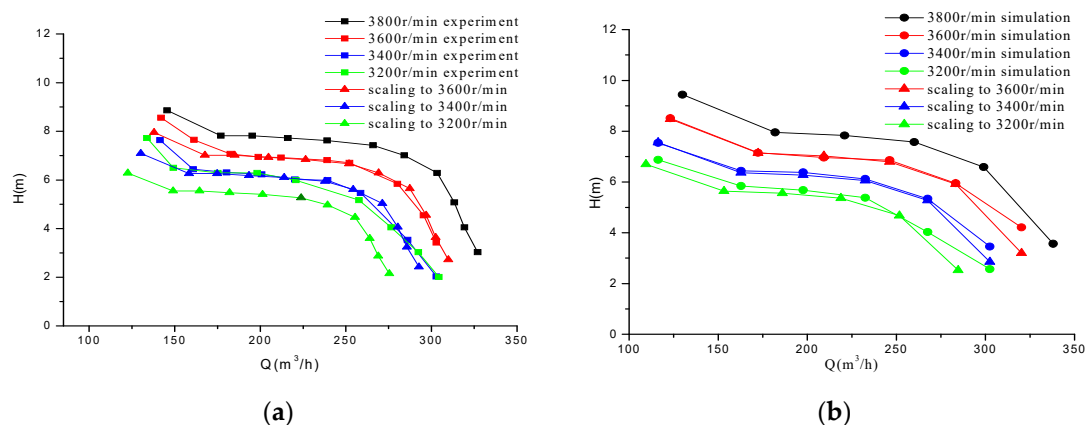 3800r/min experiment
3600r/min experiment
3400r/min experiment
3200r/min experiment
scaling to 3600r/min
scaling to 3400r/min
scaling to 3200r/min
12
10
8
6
4
2
0
H(m)
100
150
200
250
300
350
Q(m³/h)
(a)
3800r/min simulation
3600r/min simulation
3400r/min simulation
3200r/min simulation
scaling to 3600r/min
scaling to 3400r/min
scaling to 3200r/min
12
10
8
6
4
2
0
H(m)
100
150
200
250
300
350
Q(m³/h)
(b)